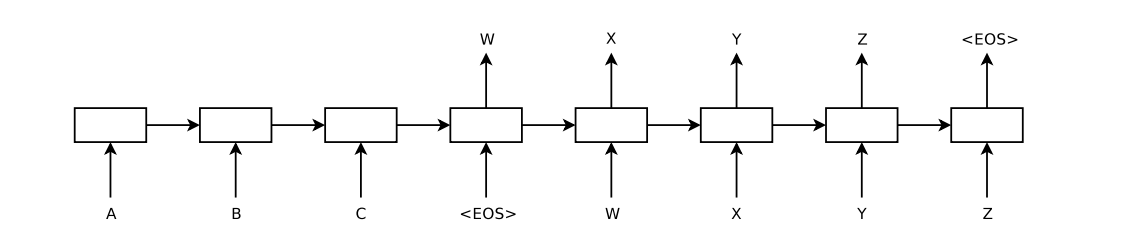 W X Y Z <EOS>
A B C <EOS> W X Y Z